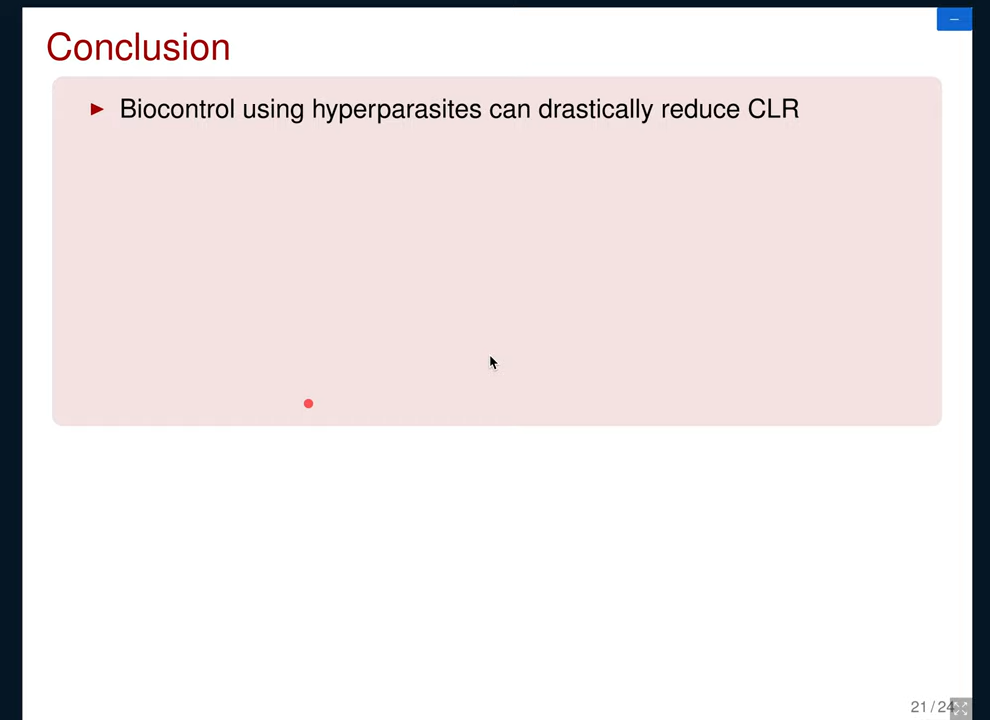 Conclusion
Biocontrol using hyperparasites can drastically reduce CLR
21 / 24